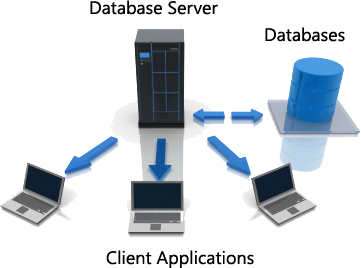 Database Server
Databases
Client Applications